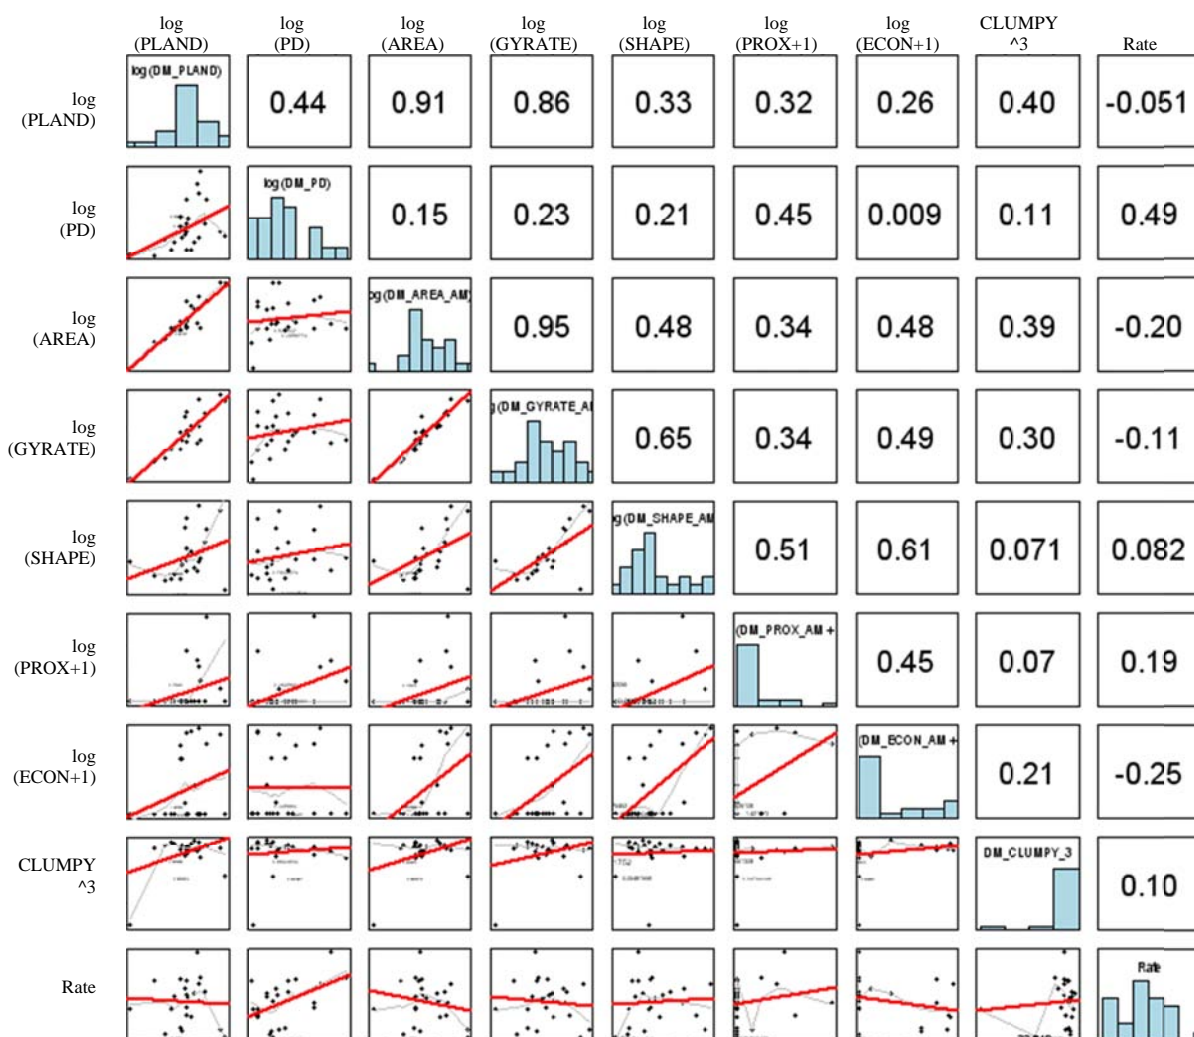 log log log log log log log CLUMPY
(PLAND) (PD) (AREA) (GYRATE) (SHAPE) (PROX+1) (ECON+1) ^3 Rate
log(DM_PLAND)
log
(PLAND)
0.44 0.91 0.86 0.33 0.32 0.26 0.40 -0.051
log(DM_PD)
log
(PD)
0.15 0.23 0.21 0.45 0.009 0.11 0.49
og(DM_AREA_AM)
log
(AREA)
0.95 0.48 0.34 0.48 0.39 -0.20
g(DM_GYRATE_AI
log
(GYRATE)
0.65 0.34 0.49 0.30 -0.11
g(DM_SHAPE_AM
log
(SHAPE)
0.51 0.61 0.071 0.082
(DM_PROX_AM +
log
(PROX+1)
0.45 0.07 0.19
(DM_ECON_AM +
log
(ECON+1)
0.21 -0.25
DM_CLUMPY_3
CLUMPY
^3
0.10
Rate
Rate